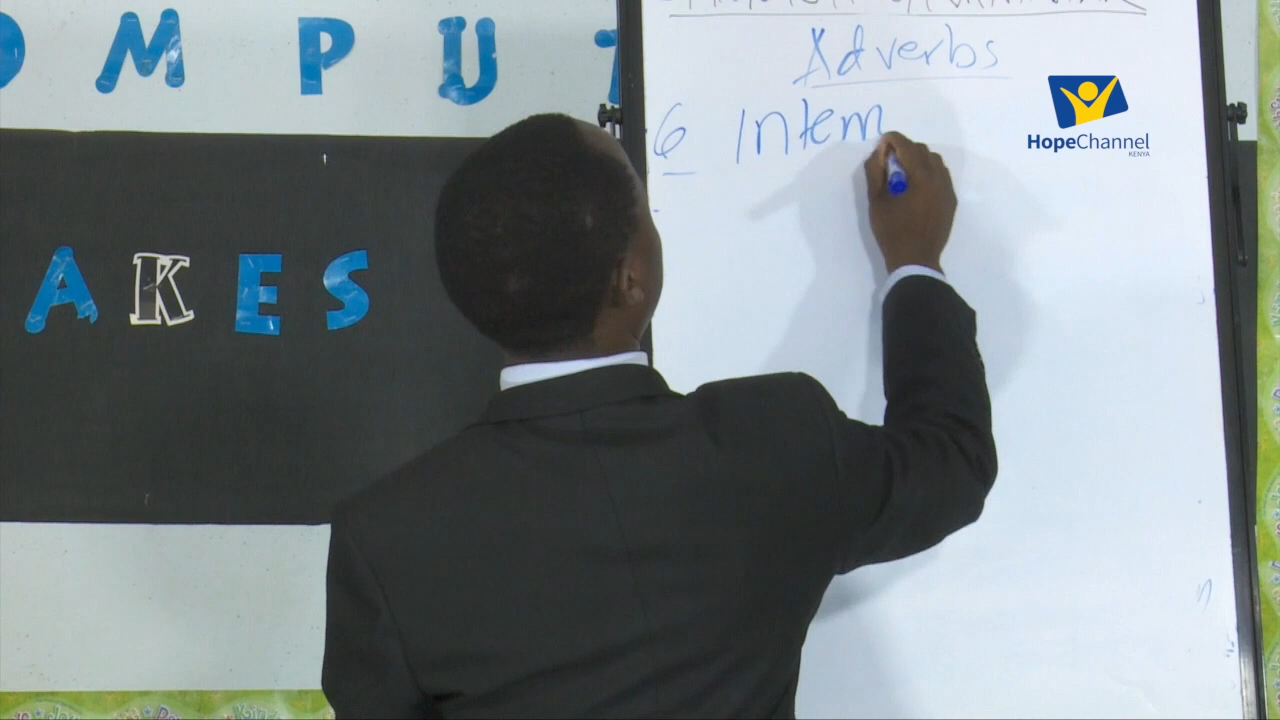 OMPUT
AKES
Adverbs
6 Intem
HopeChannel
KENYA